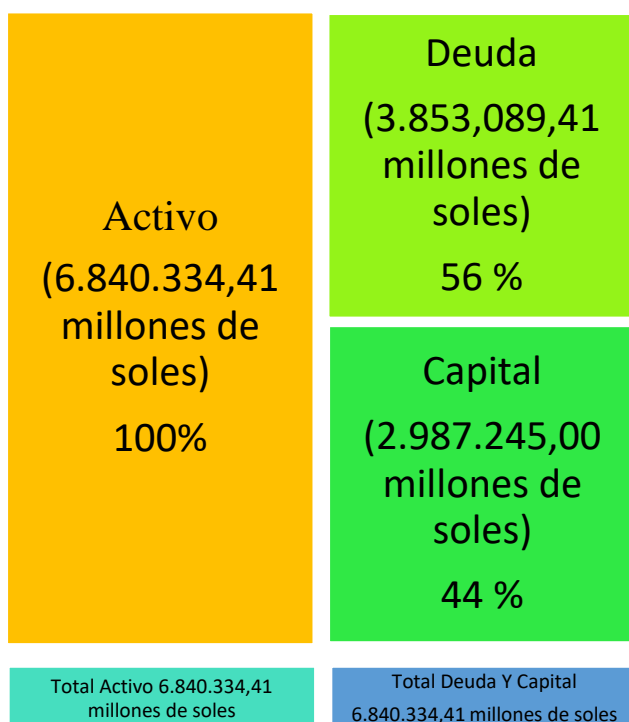 Activo
(6.840.334,41
millones de
soles)
100%
Deuda
(3.853,089,41
millones de
soles)
56 %
Capital
(2.987.245,00
millones de
soles)
44 %
Total Activo 6.840.334,41
millones de soles
Total Deuda Y Capital
6.840.334,41 millones de soles